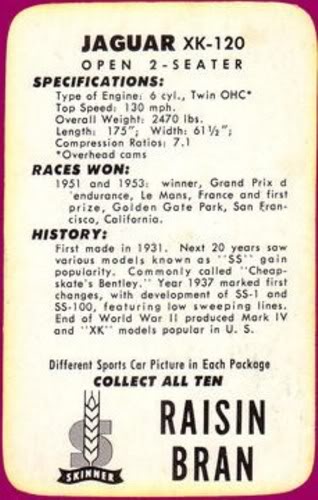 JAGUAR XK-120
OPEN 2-SEATER
SPECIFICATIONS:
Type of Engine: 6 cyl., Twin OHC*
Top Speed: 130 mph.
Overall Weight: 2470 lbs.
Length: 175"; Width: 61½";
Compression Ratios: 7.1
*Overhead cams
RACES WON:
1951 and 1953: winner, Grand Prix d
'endurance, Le Mans, France and first
prize, Golden Gate Park, San Fran-
cisco, California.
HISTORY:
First made in 1931. Next 20 years saw
various models known as "SS" gain
popularity. Commonly called "Cheap-
skate's Bentley." Year 1937 marked first
changes, with development of SS-1 and
SS-100, featuring low sweeping lines.
End of World War II produced Mark IV
and "XK" models popular in U. S.
Different Sports Car Picture in Each Package
COLLECT ALL TEN
S
SKINNER
RAISIN
BRAN